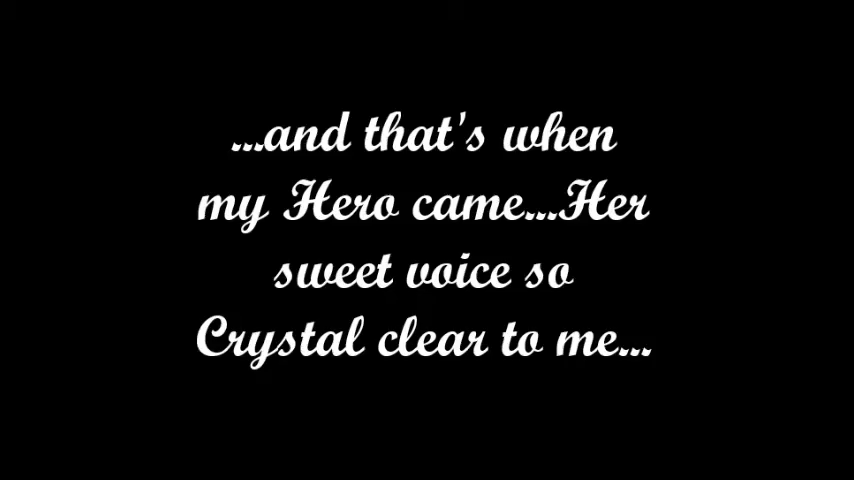 ...and that's when
my Hero came...Her
sweet voice so
Crystal clear to me...